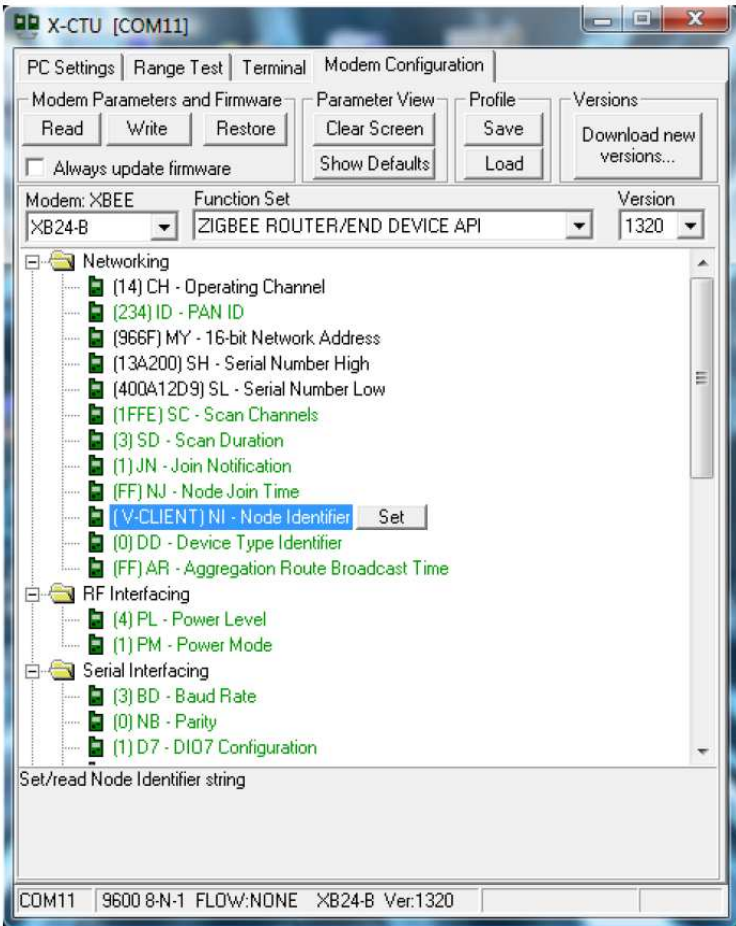 X-CTU [COM11]
PC Settings Range Test Terminal Modem Configuration
Modem Parameters and Firmware Parameter View Profile Versions
Read Write Restore Clear Screen Save Download new versions...
Always update firmware Show Defaults Load
Modem: XBEE Function Set Version
XB24-B ZIGBEE ROUTER/END DEVICE API 1320
Networking
(14) CH - Operating Channel
(234) ID - PAN ID
(966F) MY - 16-bit Network Address
(13A200) SH - Serial Number High
(400A12D9) SL - Serial Number Low
(1FFE) SC - Scan Channels
(3) SD - Scan Duration
(1) JN - Join Notification
(FF) NJ - Node Join Time
( V-CLIENT) NI - Node Identifier Set
(0) DD - Device Type Identifier
(FF) AR - Aggregation Route Broadcast Time
RF Interfacing
(4) PL - Power Level
(1) PM - Power Mode
Serial Interfacing
(3) BD - Baud Rate
(0) NB - Parity
(1) D7 - DIO7 Configuration
Set/read Node Identifier string
COM11 9600 8-N-1 FLOW:NONE XB24-B Ver:1320